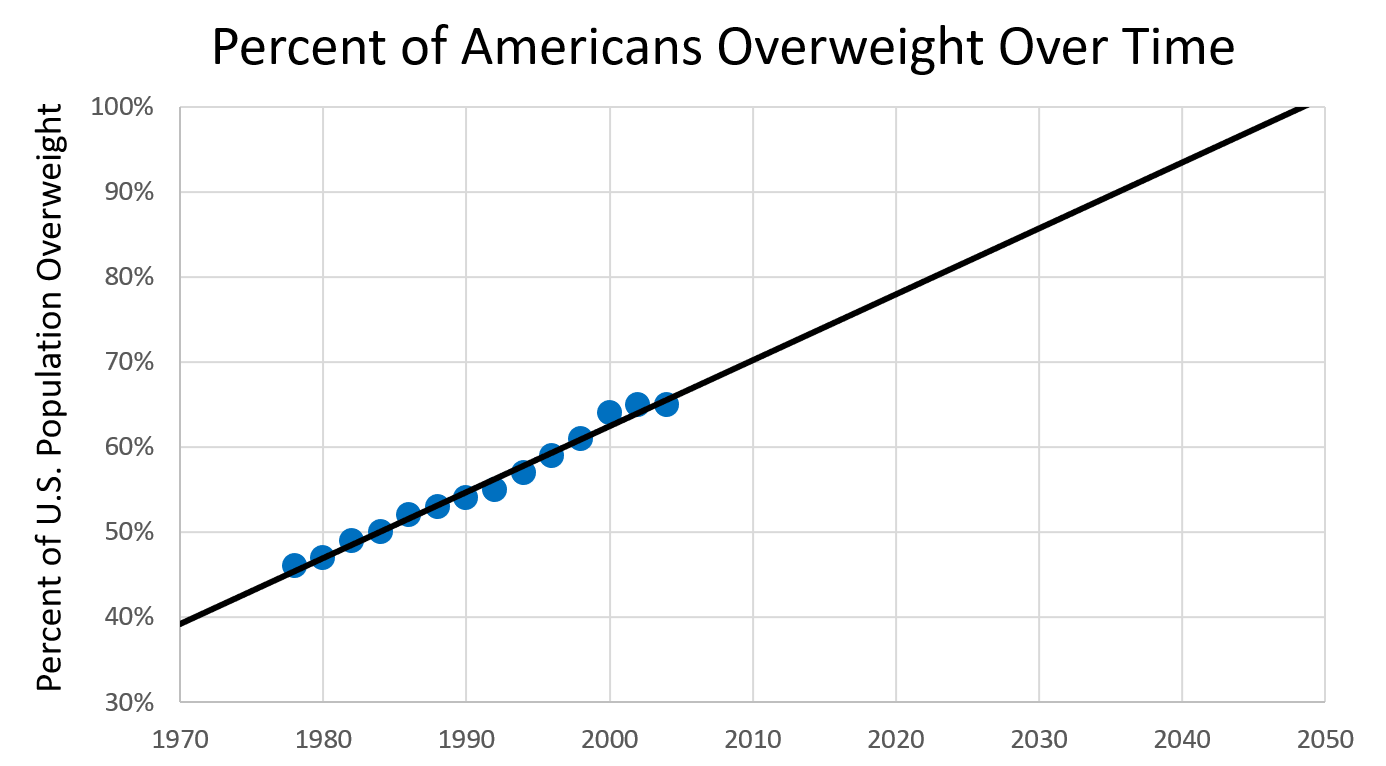 Percent of Americans Overweight Over Time
Percent of U.S. Population Overweight
100%
90%
80%
70%
60%
50%
40%
30%
1970 1980 1990 2000 2010 2020 2030 2040 2050